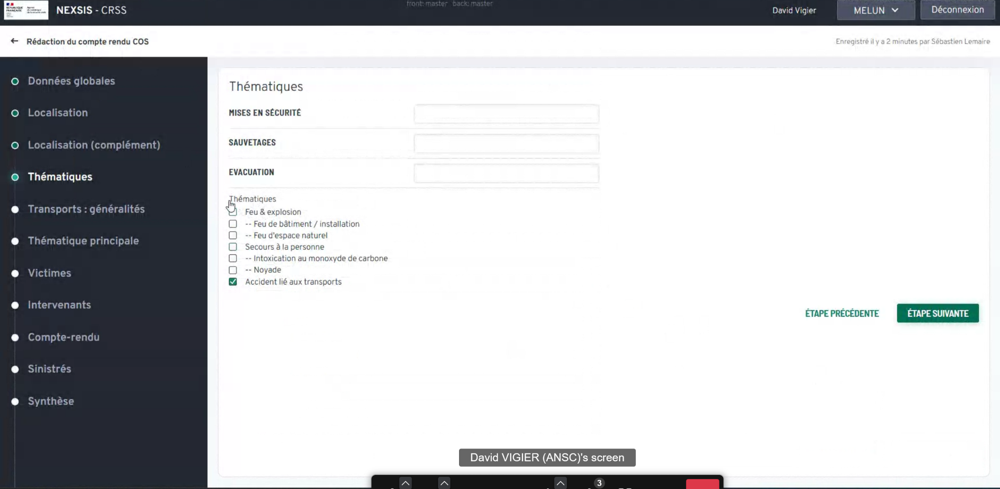 RÉPUBLIQUE
FRANÇAISE
NEXSIS - CRSS
front: master back: master
David Vigier
MELUN
Déconnexion
Rédaction du compte rendu COS
Enregistré il y a 2 minutes par Sébastien Lemaire
Données globales
Localisation
Localisation (complément)
Thématiques
Transports : généralités
Thématique principale
Victimes
Intervenants
Compte-rendu
Sinistrés
Synthèse
Thématiques
MISES EN SÉCURITÉ
SAUVETAGES
EVACUATION
Thématiques
Feu & explosion
-- Feu de bâtiment / installation
-- Feu d'espace naturel
Secours à la personne
-- Intoxication au monoxyde de carbone
-- Noyade
Accident lié aux transports
ÉTAPE PRÉCÉDENTE
ÉTAPE SUIVANTE
David VIGIER (ANSC)'s screen
3